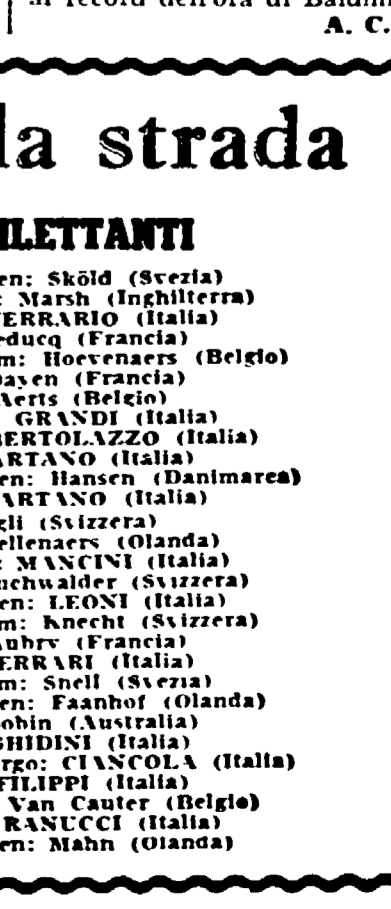 al record dell'ora di Baldini
A. C.
la strada
ILETTANTI
en: Sköld (Svezia)
: Marsh (Inghilterra)
FERRARIO (Italia)
educq (Francia)
m: Hoevenaers (Belgio)
Dayen (Francia)
Aerts (Belgio)
GRANDI (Italia)
BERTOLAZZO (Italia)
ARTANO (Italia)
en: Hansen (Danimarca)
ARTANO (Italia)
gli (Svizzera)
ellenaers (Olanda)
: MANCINI (Italia)
uchwalder (Svizzera)
en: LEONI (Italia)
m: Knecht (Svizzera)
Aubry (Francia)
ERRARI (Italia)
m: Snell (Svezia)
en: Faanhof (Olanda)
obin (Australia)
GHIDINI (Italia)
rgo: CIANCOLA (Italia)
FILIPPI (Italia)
Van Cauter (Belgio)
RANUCCI (Italia)
en: Mahn (Olanda)